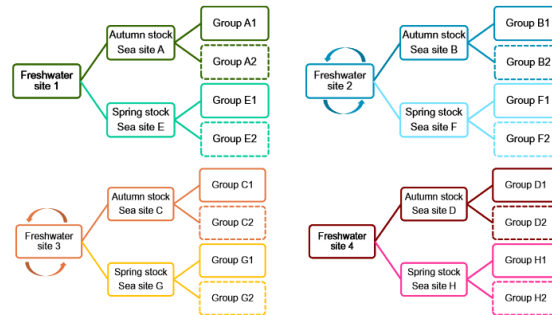 Freshwater
site 1
Autumn stock
Sea site A
Group A1
Group A2
Spring stock
Sea site E
Group E1
Group E2
Freshwater
site 2
Autumn stock
Sea site B
Group B1
Group B2
Spring stock
Sea site F
Group F1
Group F2
Freshwater
site 3
Autumn stock
Sea site C
Group C1
Group C2
Spring stock
Sea site G
Group G1
Group G2
Freshwater
site 4
Autumn stock
Sea site D
Group D1
Group D2
Spring stock
Sea site H
Group H1
Group H2